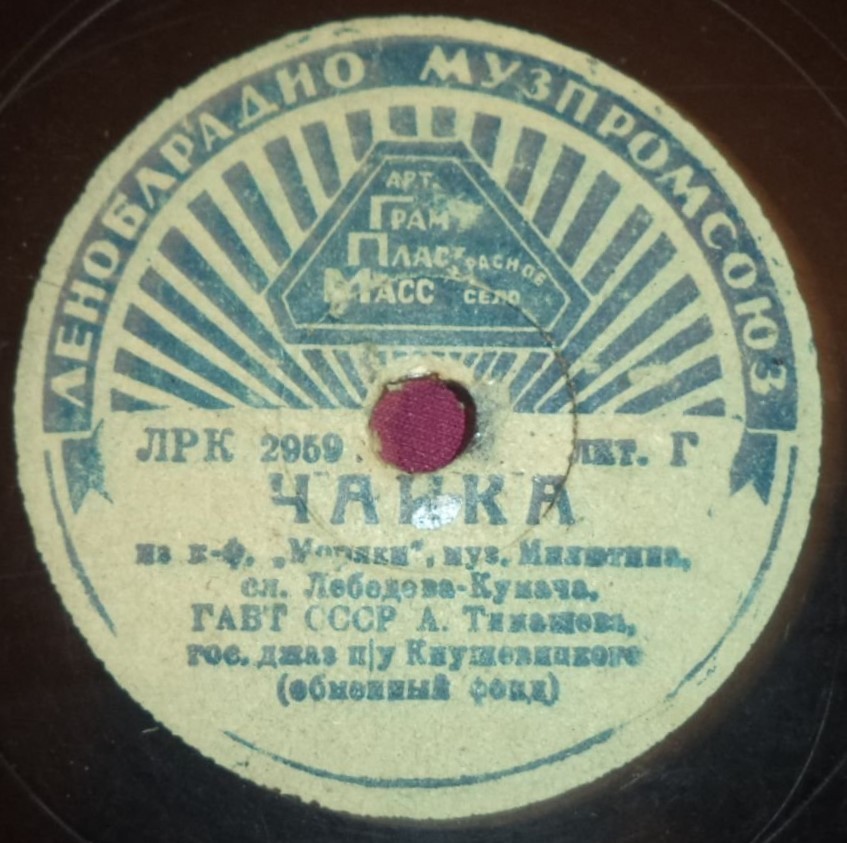 ЛЕНОБЛРАДИО МУЗПРОМСОЮЗ
АРТ.
ГРАМ
ПЛАСТ
МАСС
КРАСНОЕ
СЕЛО
ЛРК 2959
лит. Г
ЧАЙКА
из к-ф. „Моряки", муз. Милютина,
сл. Лебедева-Кумача.
ГАБТ СССР А. Тимашева,
гос. джаз п/у Кнушевицкого
(обменный фонд)